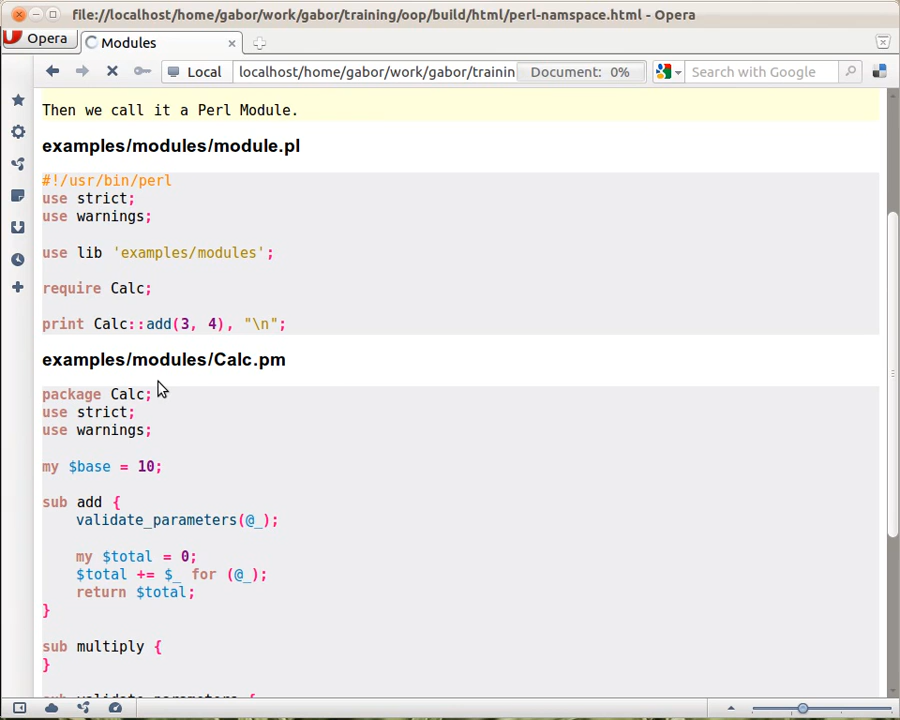 file://localhost/home/gabor/work/gabor/training/oop/build/html/perl-namspace.html - Opera
Opera
Modules
Local
localhost/home/gabor/work/gabor/trainin
Document: 0%
Search with Google
Then we call it a Perl Module.
examples/modules/module.pl
#!/usr/bin/perl
use strict;
use warnings;
use lib 'examples/modules';
require Calc;
print Calc::add(3, 4), "\n";
examples/modules/Calc.pm
package Calc;
use strict;
use warnings;
my $base = 10;
sub add {
validate_parameters(@_);
my $total = 0;
$total += $_ for (@_);
return $total;
}
sub multiply {
}
sub validate_parameters {